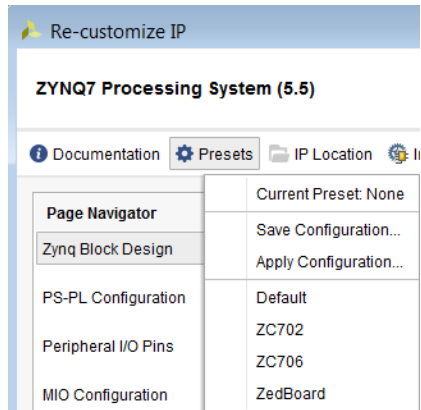 Re-customize IP
ZYNQ7 Processing System (5.5)
Documentation Presets IP Location
Page Navigator
Zynq Block Design
PS-PL Configuration
Peripheral I/O Pins
MIO Configuration
Current Preset: None
Save Configuration...
Apply Configuration...
Default
ZC702
ZC706
ZedBoard